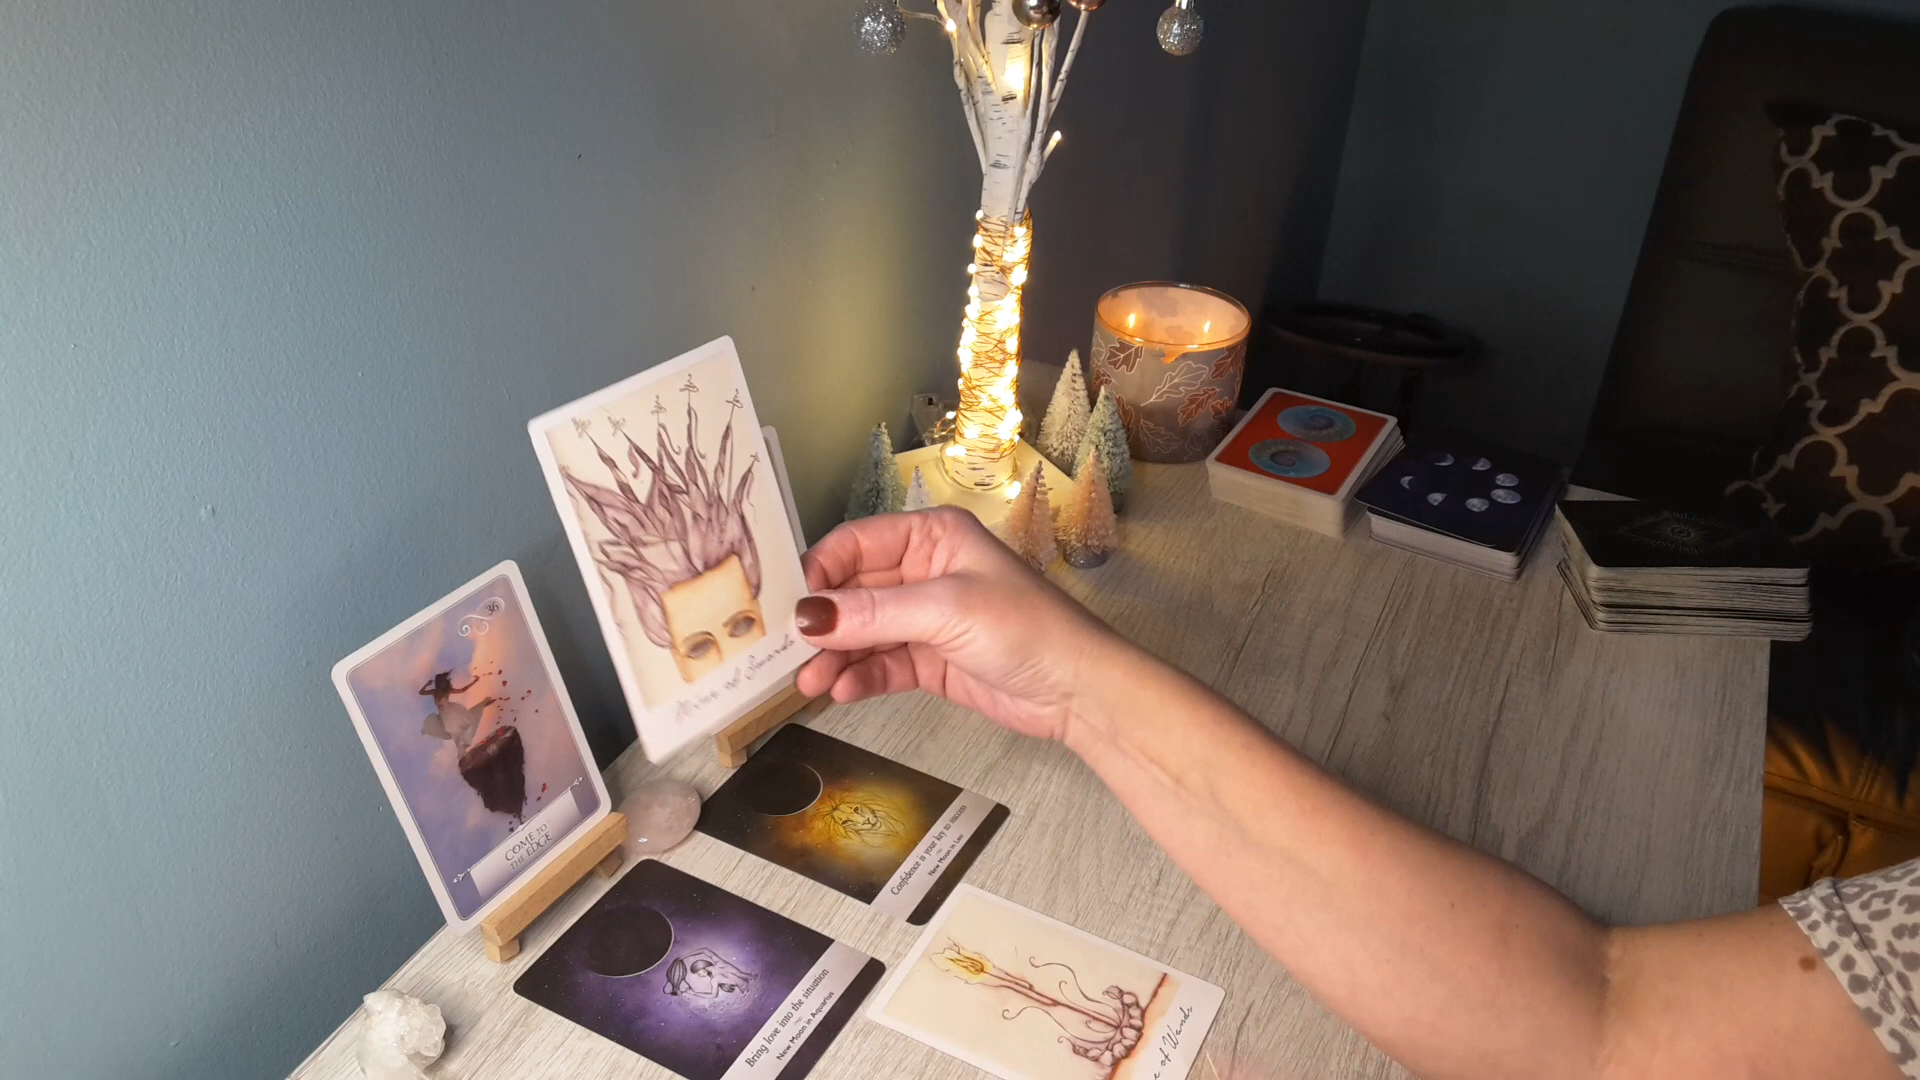 36
COME TO
THE EDGE
Confidence is your key to success
New Moon in Leo
Bring love into the situation
New Moon in Aquarius
of Wands